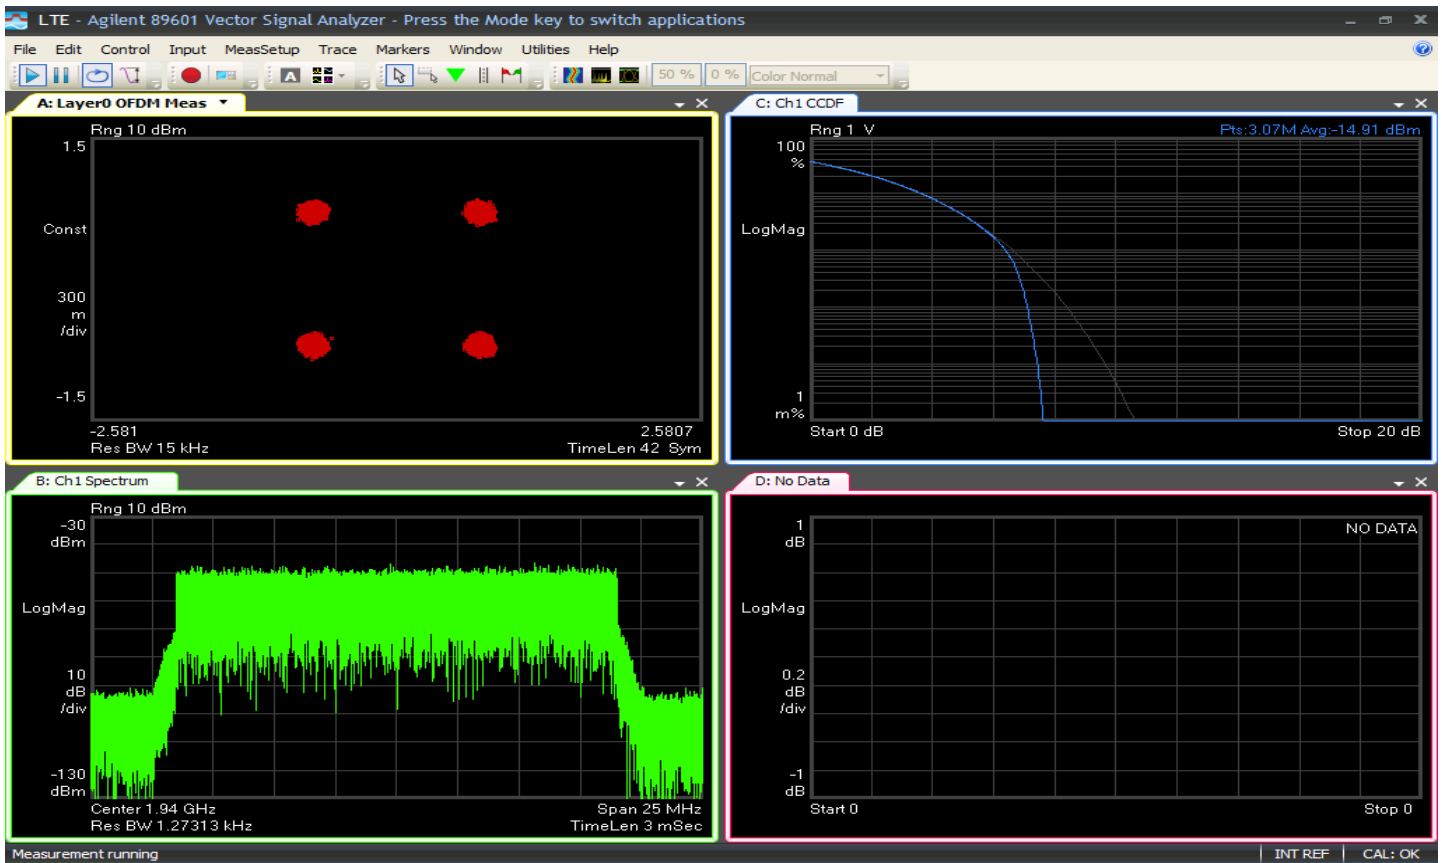 LTE - Agilent 89601 Vector Signal Analyzer - Press the Mode key to switch applications
File Edit Control Input MeasSetup Trace Markers Window Utilities Help
A 50 % 0 % Color Normal
A: Layer0 OFDM Meas
Rng 10 dBm
1.5
Const
300
m
/div
-1.5
-2.581 2.5807
Res BW 15 kHz TimeLen 42 Sym
C: Ch1 CCDF
Rng 1 V Pts:3.07M Avg:-14.91 dBm
100
%
LogMag
1
m%
Start 0 dB Stop 20 dB
B: Ch1 Spectrum
Rng 10 dBm
-30
dBm
LogMag
10
dB
/div
-130
dBm
Center 1.94 GHz Span 25 MHz
Res BW 1.27313 kHz TimeLen 3 mSec
D: No Data
1
dB
NO DATA
LogMag
0.2
dB
/div
-1
dB
Start 0 Stop 0
Measurement running INT REF CAL: OK